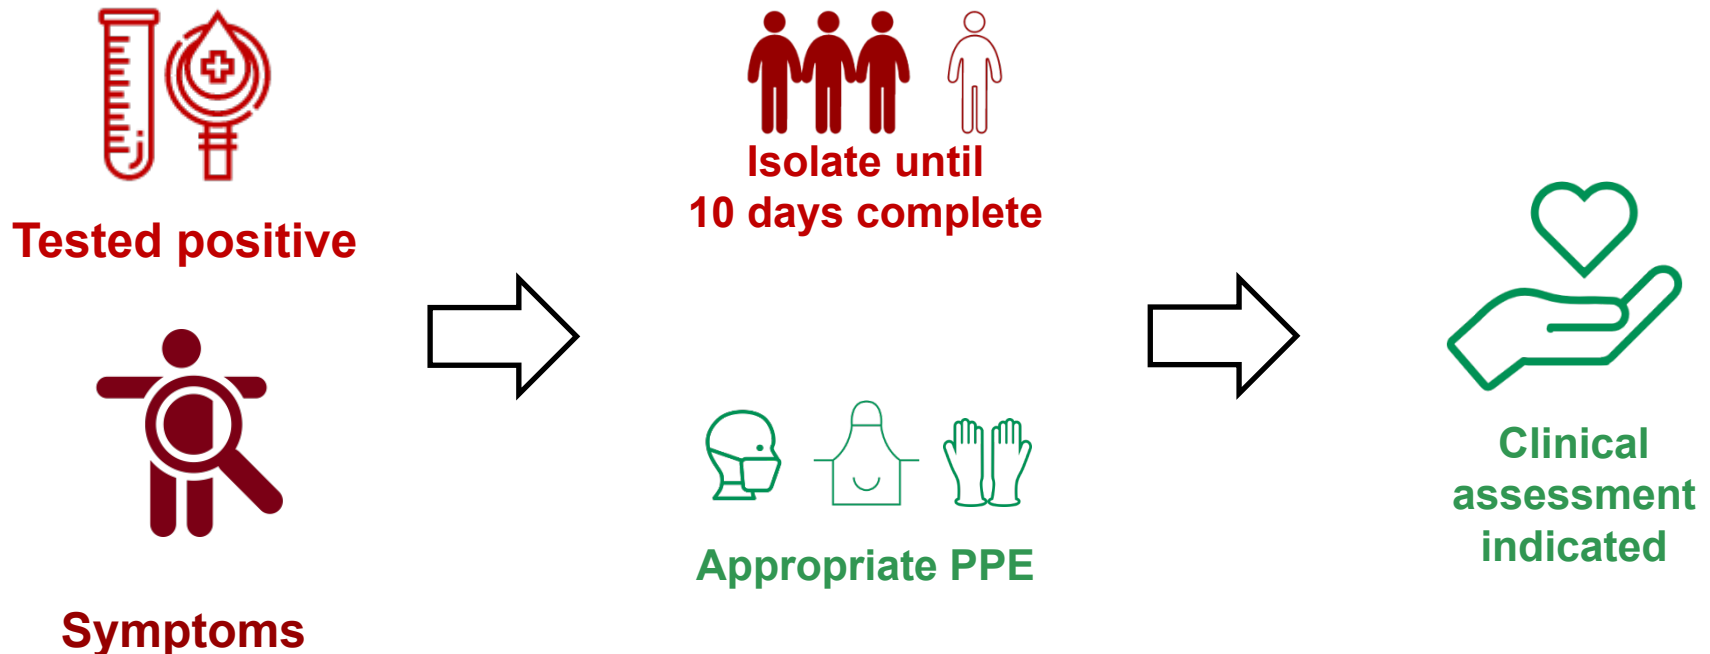 Tested positive
Symptoms
Isolate until
10 days complete
Appropriate PPE
Clinical
assessment
indicated